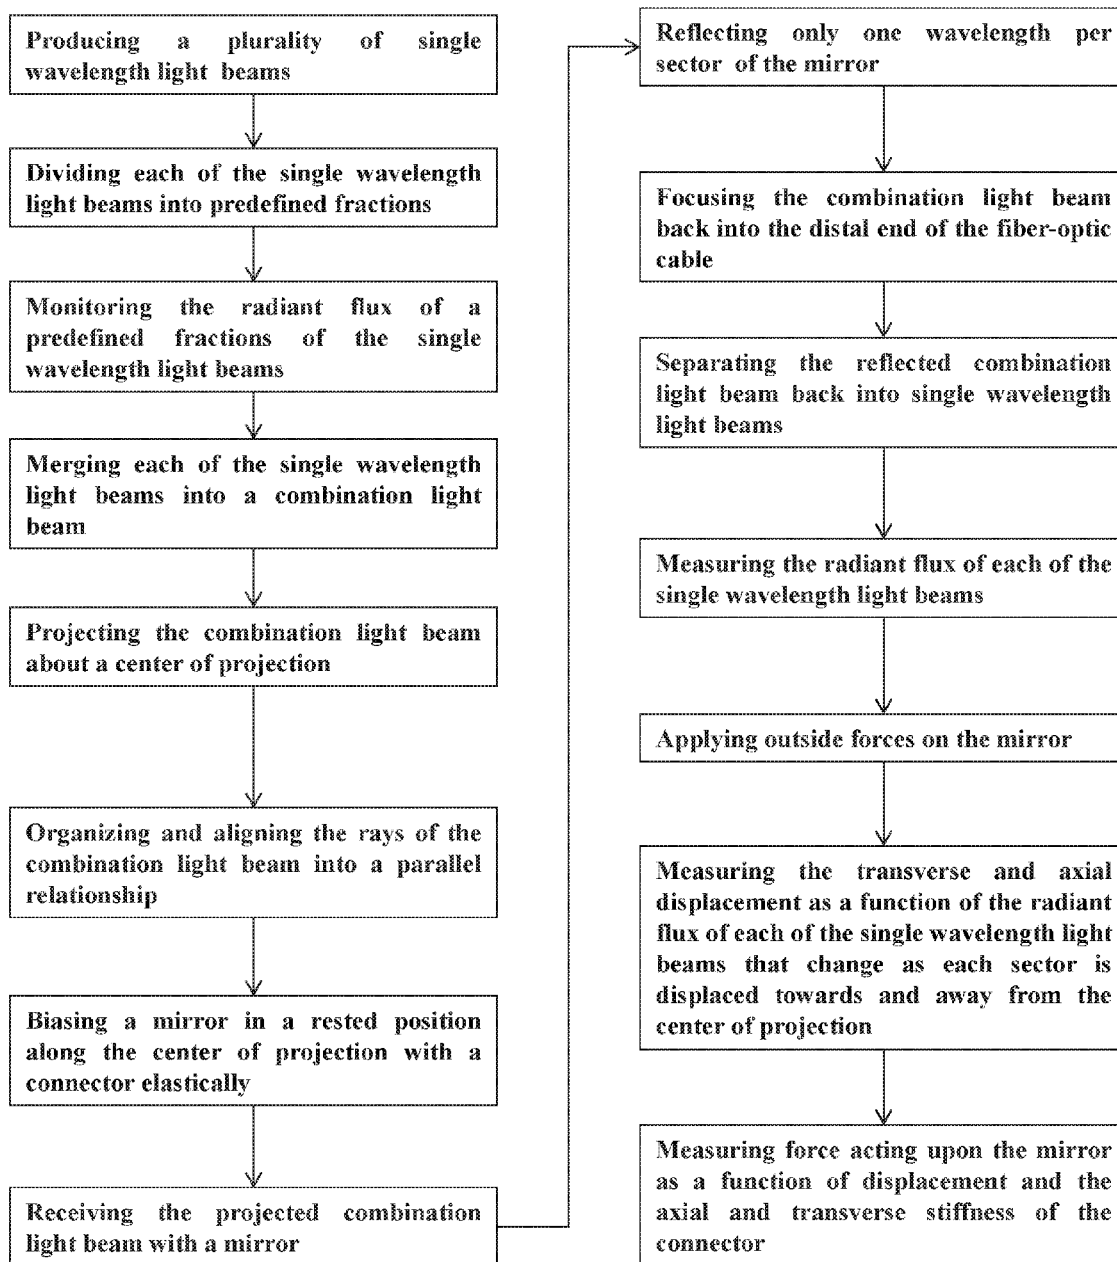 Producing a plurality of single
wavelength light beams
Dividing each of the single wavelength
light beams into predefined fractions
Monitoring the radiant flux of a
predefined fractions of the single
wavelength light beams
Merging each of the single wavelength
light beams into a combination light
beam
Projecting the combination light beam
about a center of projection
Organizing and aligning the rays of the
combination light beam into a parallel
relationship
Biasing a mirror in a rested position
along the center of projection with a
connector elastically
Receiving the projected combination
light beam with a mirror
Reflecting only one wavelength per
sector of the mirror
Focusing the combination light beam
back into the distal end of the fiber-optic
cable
Separating the reflected combination
light beam back into single wavelength
light beams
Measuring the radiant flux of each of the
single wavelength light beams
Applying outside forces on the mirror
Measuring the transverse and axial
displacement as a function of the radiant
flux of each of the single wavelength light
beams that change as each sector is
displaced towards and away from the
center of projection
Measuring force acting upon the mirror
as a function of displacement and the
axial and transverse stiffness of the
connector